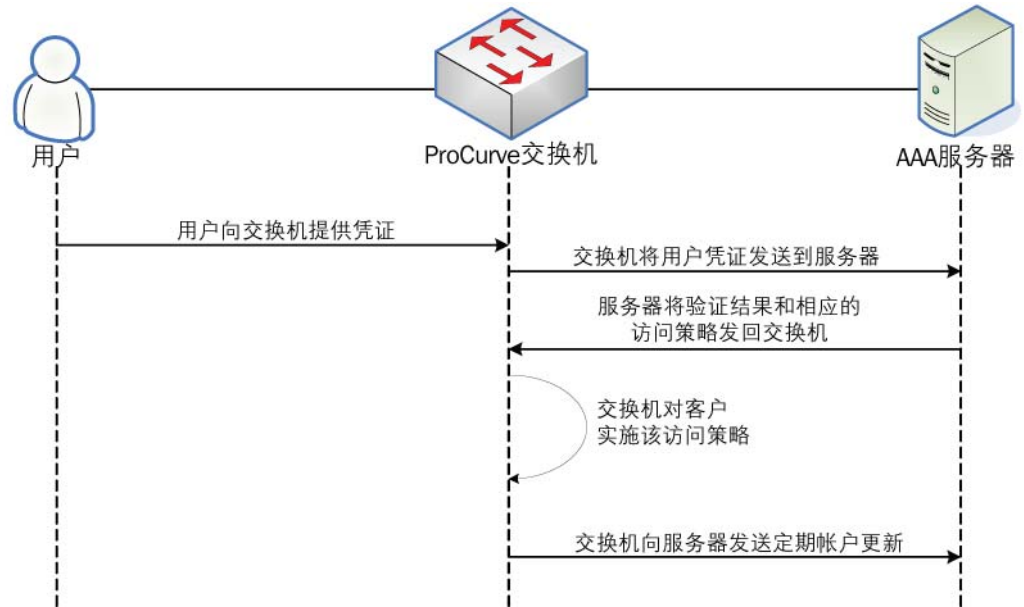 用户
ProCurve交换机
AAA服务器
用户向交换机提供凭证
交换机将用户凭证发送到服务器
服务器将验证结果和相应的
访问策略发回交换机
交换机对客户
实施该访问策略
交换机向服务器发送定期帐户更新